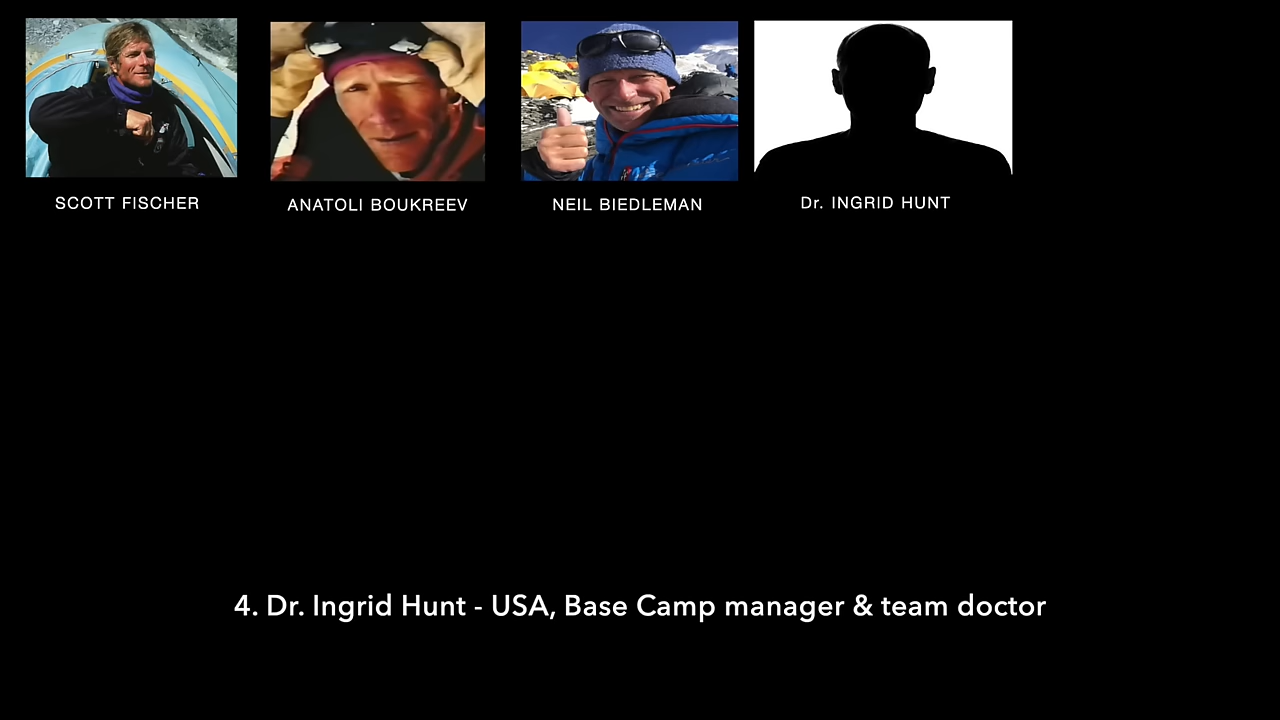 SCOTT FISCHER
ANATOLI BOUKREEV
NEIL BIEDLEMAN
Dr. INGRID HUNT
4. Dr. Ingrid Hunt - USA, Base Camp manager & team doctor